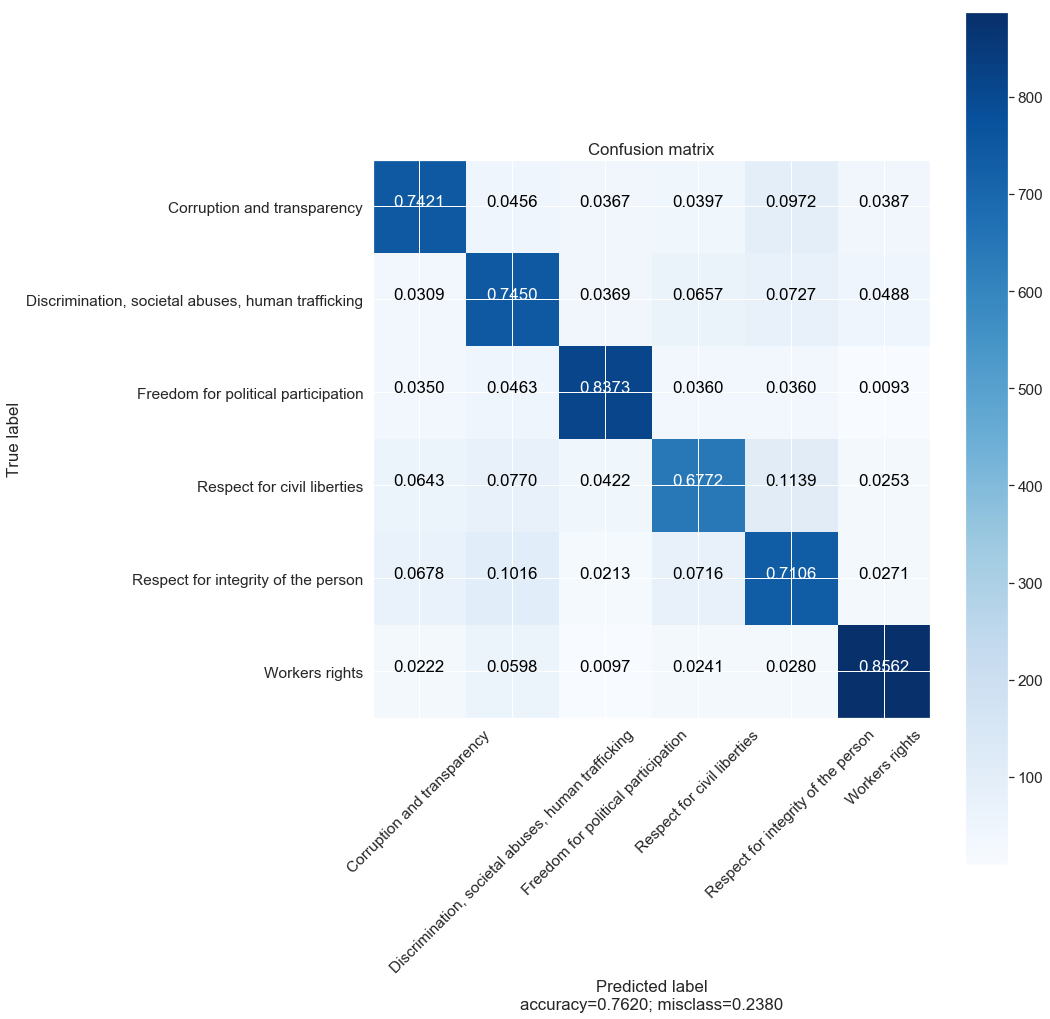 Confusion matrix
True label
Corruption and transparency 0.7421 0.0456 0.0367 0.0397 0.0972 0.0387
Discrimination, societal abuses, human trafficking 0.0309 0.7450 0.0369 0.0657 0.0727 0.0488
Freedom for political participation 0.0350 0.0463 0.8373 0.0360 0.0360 0.0093
Respect for civil liberties 0.0643 0.0770 0.0422 0.6772 0.1139 0.0253
Respect for integrity of the person 0.0678 0.1016 0.0213 0.0716 0.7106 0.0271
Workers rights 0.0222 0.0598 0.0097 0.0241 0.0280 0.8562
Corruption and transparency
Discrimination, societal abuses, human trafficking
Freedom for political participation
Respect for civil liberties
Respect for integrity of the person
Workers rights
Predicted label
accuracy=0.7620; misclass=0.2380
800
700
600
500
400
300
200
100